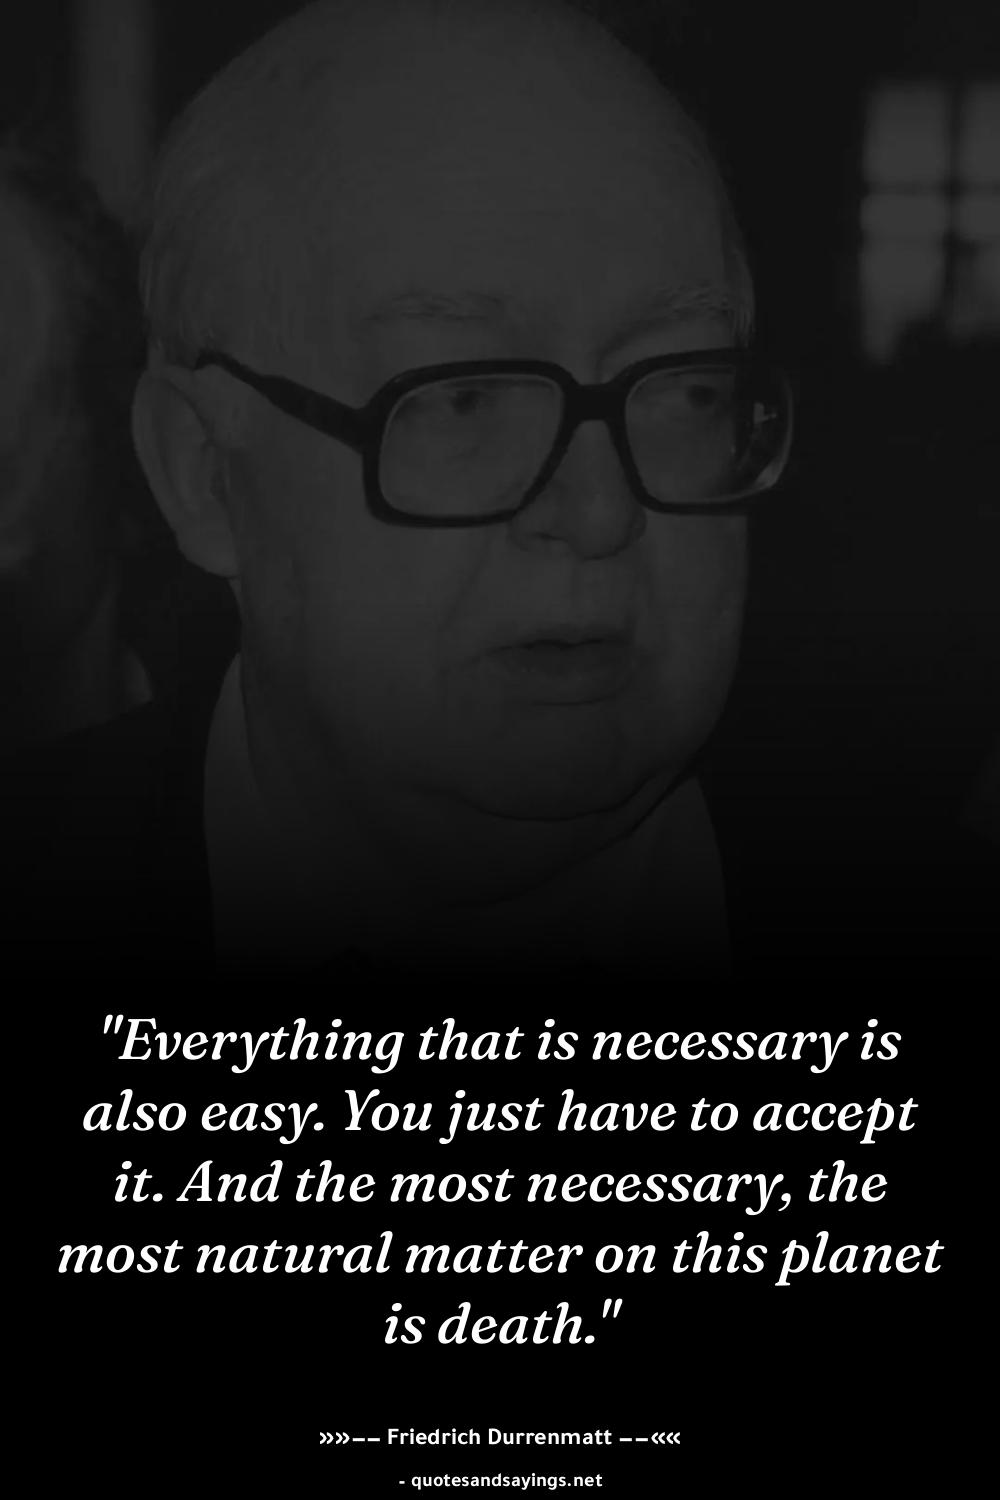 "Everything that is necessary is
also easy. You just have to accept
it. And the most necessary, the
most natural matter on this planet
is death."
»»−− Friedrich Durrenmatt −−««
- quotesandsayings.net